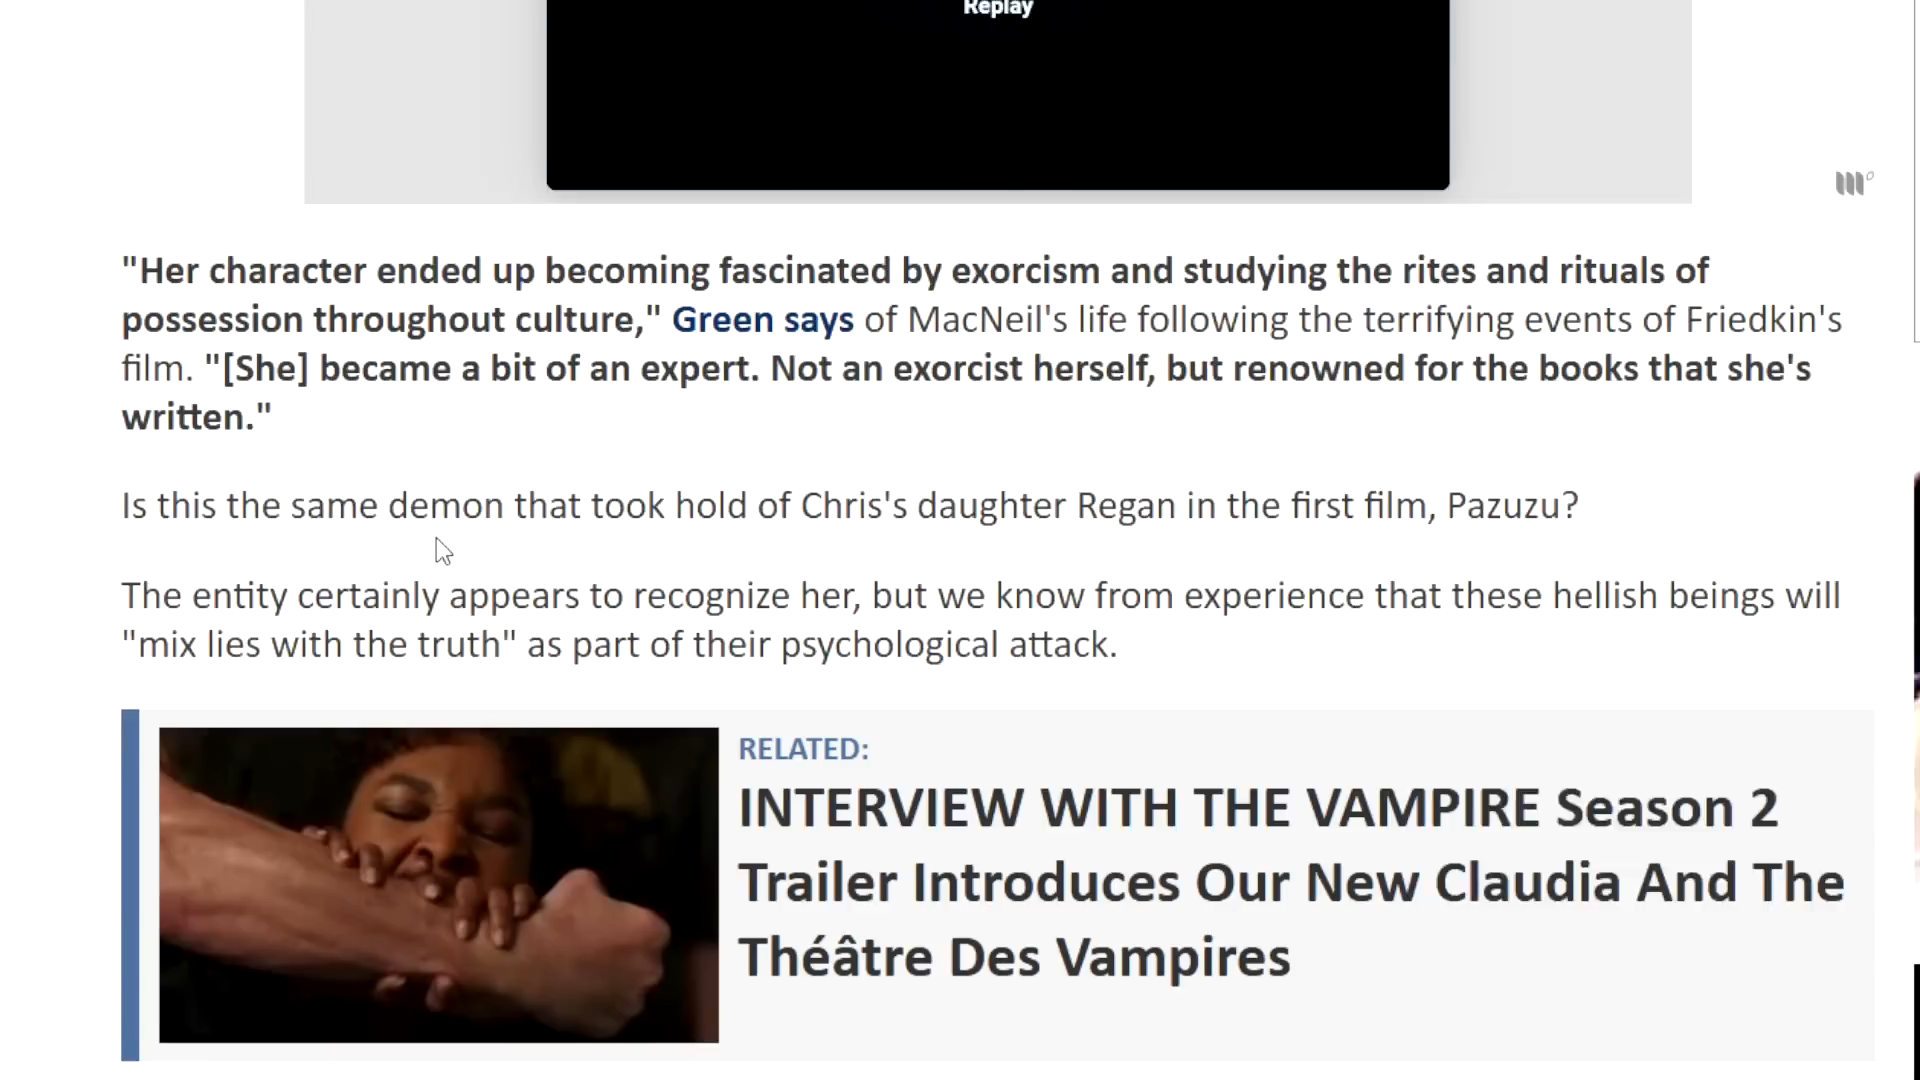 Replay
"Her character ended up becoming fascinated by exorcism and studying the rites and rituals of
possession throughout culture," Green says of MacNeil's life following the terrifying events of Friedkin's
film. "[She] became a bit of an expert. Not an exorcist herself, but renowned for the books that she's
written."
Is this the same demon that took hold of Chris's daughter Regan in the first film, Pazuzu?
The entity certainly appears to recognize her, but we know from experience that these hellish beings will
"mix lies with the truth" as part of their psychological attack.
RELATED:
INTERVIEW WITH THE VAMPIRE Season 2
Trailer Introduces Our New Claudia And The
Théâtre Des Vampires